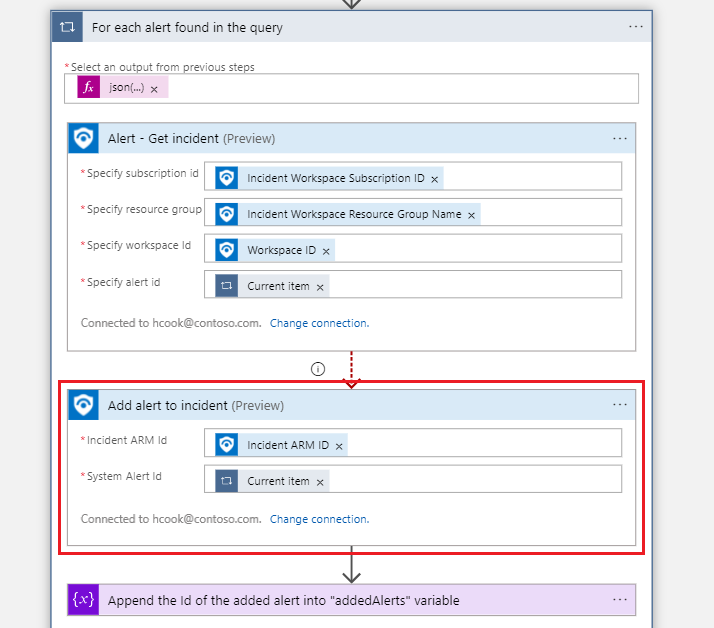 For each alert found in the query
...
*Select an output from previous steps
fx json(...) ×
Alert - Get incident (Preview)
...
*Specify subscription id
Incident Workspace Subscription ID ×
*Specify resource group
Incident Workspace Resource Group Name ×
*Specify workspace Id
Workspace ID ×
*Specify alert id
Current item ×
Connected to hcook@contoso.com. Change connection.
i
Add alert to incident (Preview)
...
*Incident ARM Id
Incident ARM ID ×
*System Alert Id
Current item ×
Connected to hcook@contoso.com. Change connection.
{x} Append the Id of the added alert into "addedAlerts" variable
...